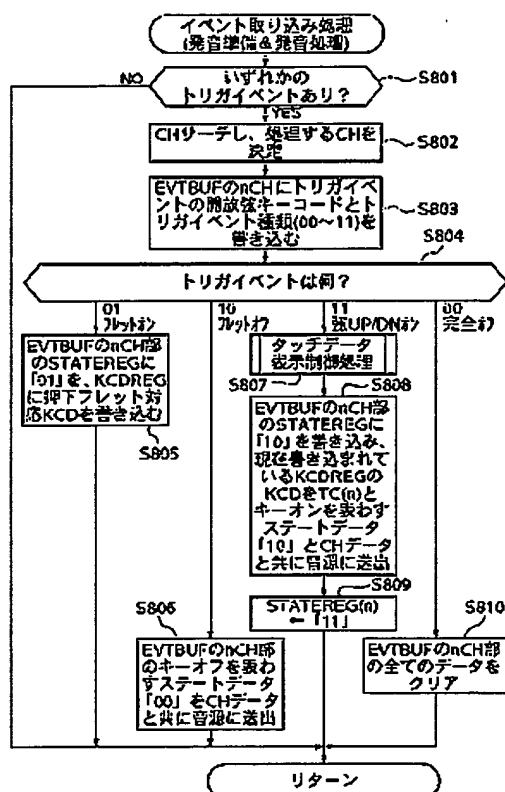 イベント取り込み処理
(発音準備&発音処理)
NO
いずれかの
トリガイベントあり？
S801
YES
CHサーチし、処理するCHを
決定
S802
EVTBUFのnCHにトリガイベ
ントの開放弦キーコードとト
リガイベント種類(00〜11)を
書き込む
S803
S804
トリガイベントは何？
01
フレットオン
10
フレットオフ
11
弦UP/DNオン
00
完全オフ
EVTBUFのnCH部
のSTATEREGに
「01」を、KCDREG
に押下フレット対
応KCDを書き込む
S805
タッチデータ
表示制御処理
S807
S808
EVTBUFのnCH部の
STATEREGに
「10」を書き込み、
現在書き込まれて
いるKCDREGの
KCDをTC(n)と
キーオンを表わす
ステートデータ
「10」とCHデータ
と共に音源に送出
S809
STATEREG(n)
←「11」
S806
EVTBUFのnCH部
のキーオフを表わ
すステートデータ
「00」をCHデータ
と共に音源に送出
S810
EVTBUFのnCH部
の全てのデータを
クリア
リターン